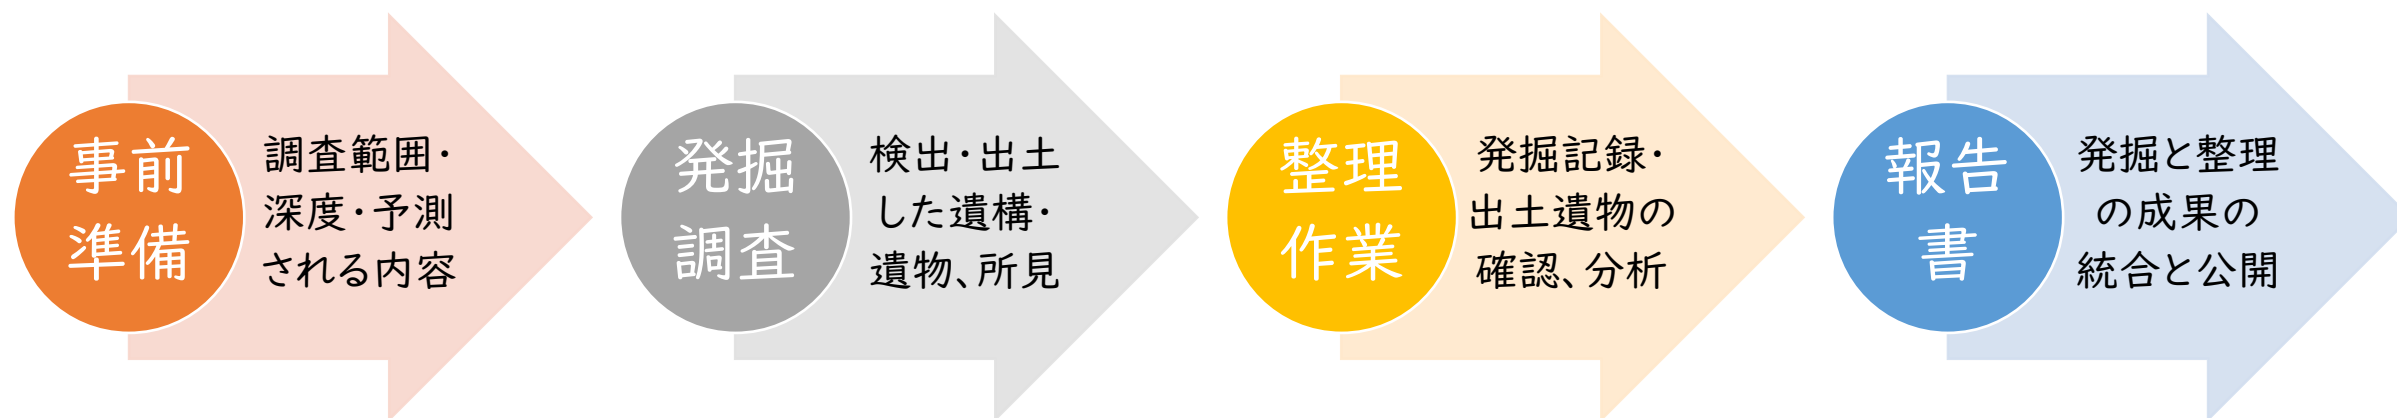 事前
準備
調査範囲・
深度・予測
される内容
発掘
調査
検出・出土
した遺構・
遺物、所見
整理
作業
発掘記録・
出土遺物の
確認、分析
報告
書
発掘と整理
の成果の
統合と公開